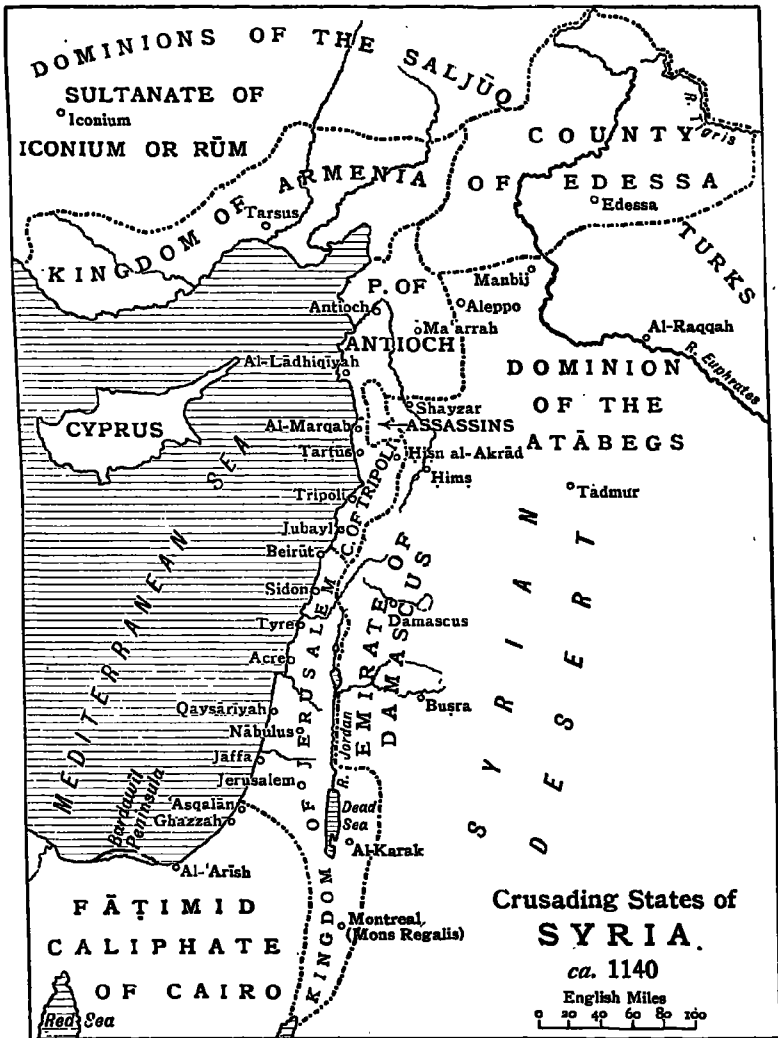 DOMINIONS OF THE SALJŪQ
SULTANATE OF
Iconium
ICONIUM OR RŪM
R. Tigris
COUNTY
OF EDESSA
Edessa
KINGDOM OF ARMENIA
Tarsus
TURKS
P. OF
ANTIOCH
Antioch
Manbij
Aleppo
Ma'arrah
Al-Raqqah
R. Euphrates
Al-Lādhiqīyah
DOMINION
OF THE
ATĀBEGS
CYPRUS
Shayzar
Al-Marqab
ASSASSINS
Tartūs
Ḥiṣn al-Akrād
Ḥimṣ
C. OF TRIPOLI
Tripoli
Tadmur
Jubayl
Beirūt
MEDITERRANEAN SEA
Sidon
EMIRATE OF
DAMASCUS
Damascus
Tyre
Acre
SYRIAN
DESERT
Qaysārīyah
Buṣra
Nābulus
R. Jordan
Jaffa
Jerusalem
KINGDOM OF JERUSALEM
Dead
Sea
'Asqalān
Ghazzah
Bardawīl
Peninsula
Al-Karak
Al-'Arīsh
FĀṬIMID
CALIPHATE
OF CAIRO
Montreal
(Mons Regalis)
Red Sea
Crusading States of
SYRIA.
ca. 1140
English Miles
0 20 40 60 80 100